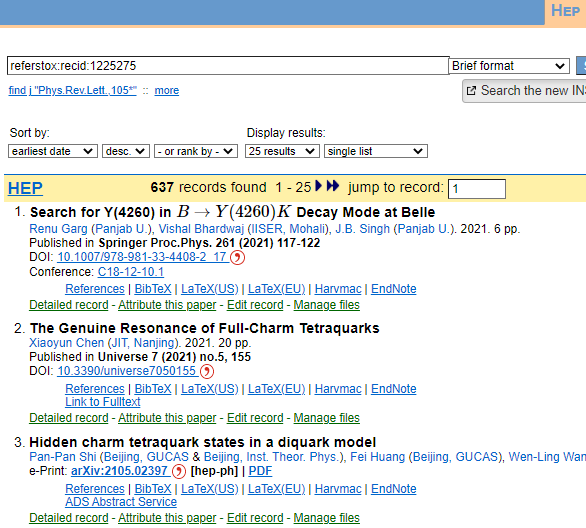 HEP
referstox:recid:1225275
Brief format
find j "Phys.Rev.Lett.,105*" :: more
Search the new INS
Sort by:
Display results:
earliest date
desc.
- or rank by -
25 results
single list
HEP
637 records found 1 - 25
jump to record:
1
1. Search for Y(4260) in B → Y(4260)K Decay Mode at Belle
Renu Garg (Panjab U.), Vishal Bhardwaj (IISER, Mohali), J.B. Singh (Panjab U.). 2021. 6 pp.
Published in Springer Proc.Phys. 261 (2021) 117-122
DOI: 10.1007/978-981-33-4408-2_17
Conference: C18-12-10.1
References | BibTeX | LaTeX(US) | LaTeX(EU) | Harvmac | EndNote
Detailed record - Attribute this paper - Edit record - Manage files
2. The Genuine Resonance of Full-Charm Tetraquarks
Xiaoyun Chen (JIT, Nanjing). 2021. 20 pp.
Published in Universe 7 (2021) no.5, 155
DOI: 10.3390/universe7050155
References | BibTeX | LaTeX(US) | LaTeX(EU) | Harvmac | EndNote
Link to Fulltext
Detailed record - Attribute this paper - Edit record - Manage files
3. Hidden charm tetraquark states in a diquark model
Pan-Pan Shi (Beijing, GUCAS & Beijing, Inst. Theor. Phys.), Fei Huang (Beijing, GUCAS), Wen-Ling Wan
e-Print: arXiv:2105.02397 [hep-ph] | PDF
References | BibTeX | LaTeX(US) | LaTeX(EU) | Harvmac | EndNote
ADS Abstract Service
Detailed record - Attribute this paper - Edit record - Manage files